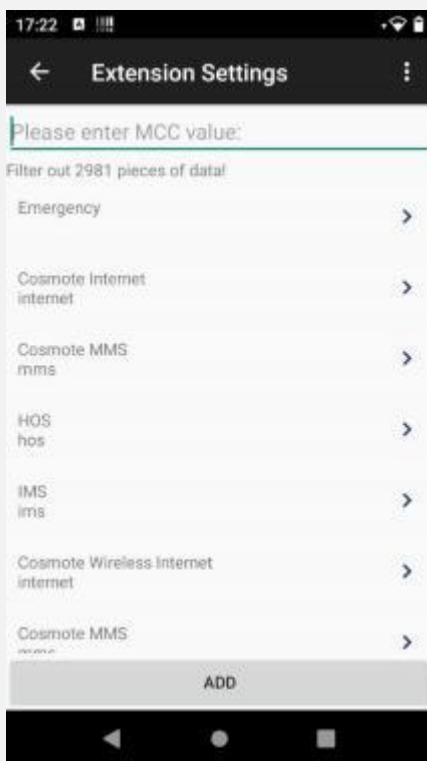 17:22
Extension Settings
Please enter MCC value:
Filter out 2981 pieces of data!
Emergency
Cosmote Internet
internet
Cosmote MMS
mms
HOS
hos
IMS
ims
Cosmote Wireless Internet
internet
Cosmote MMS
mms
ADD